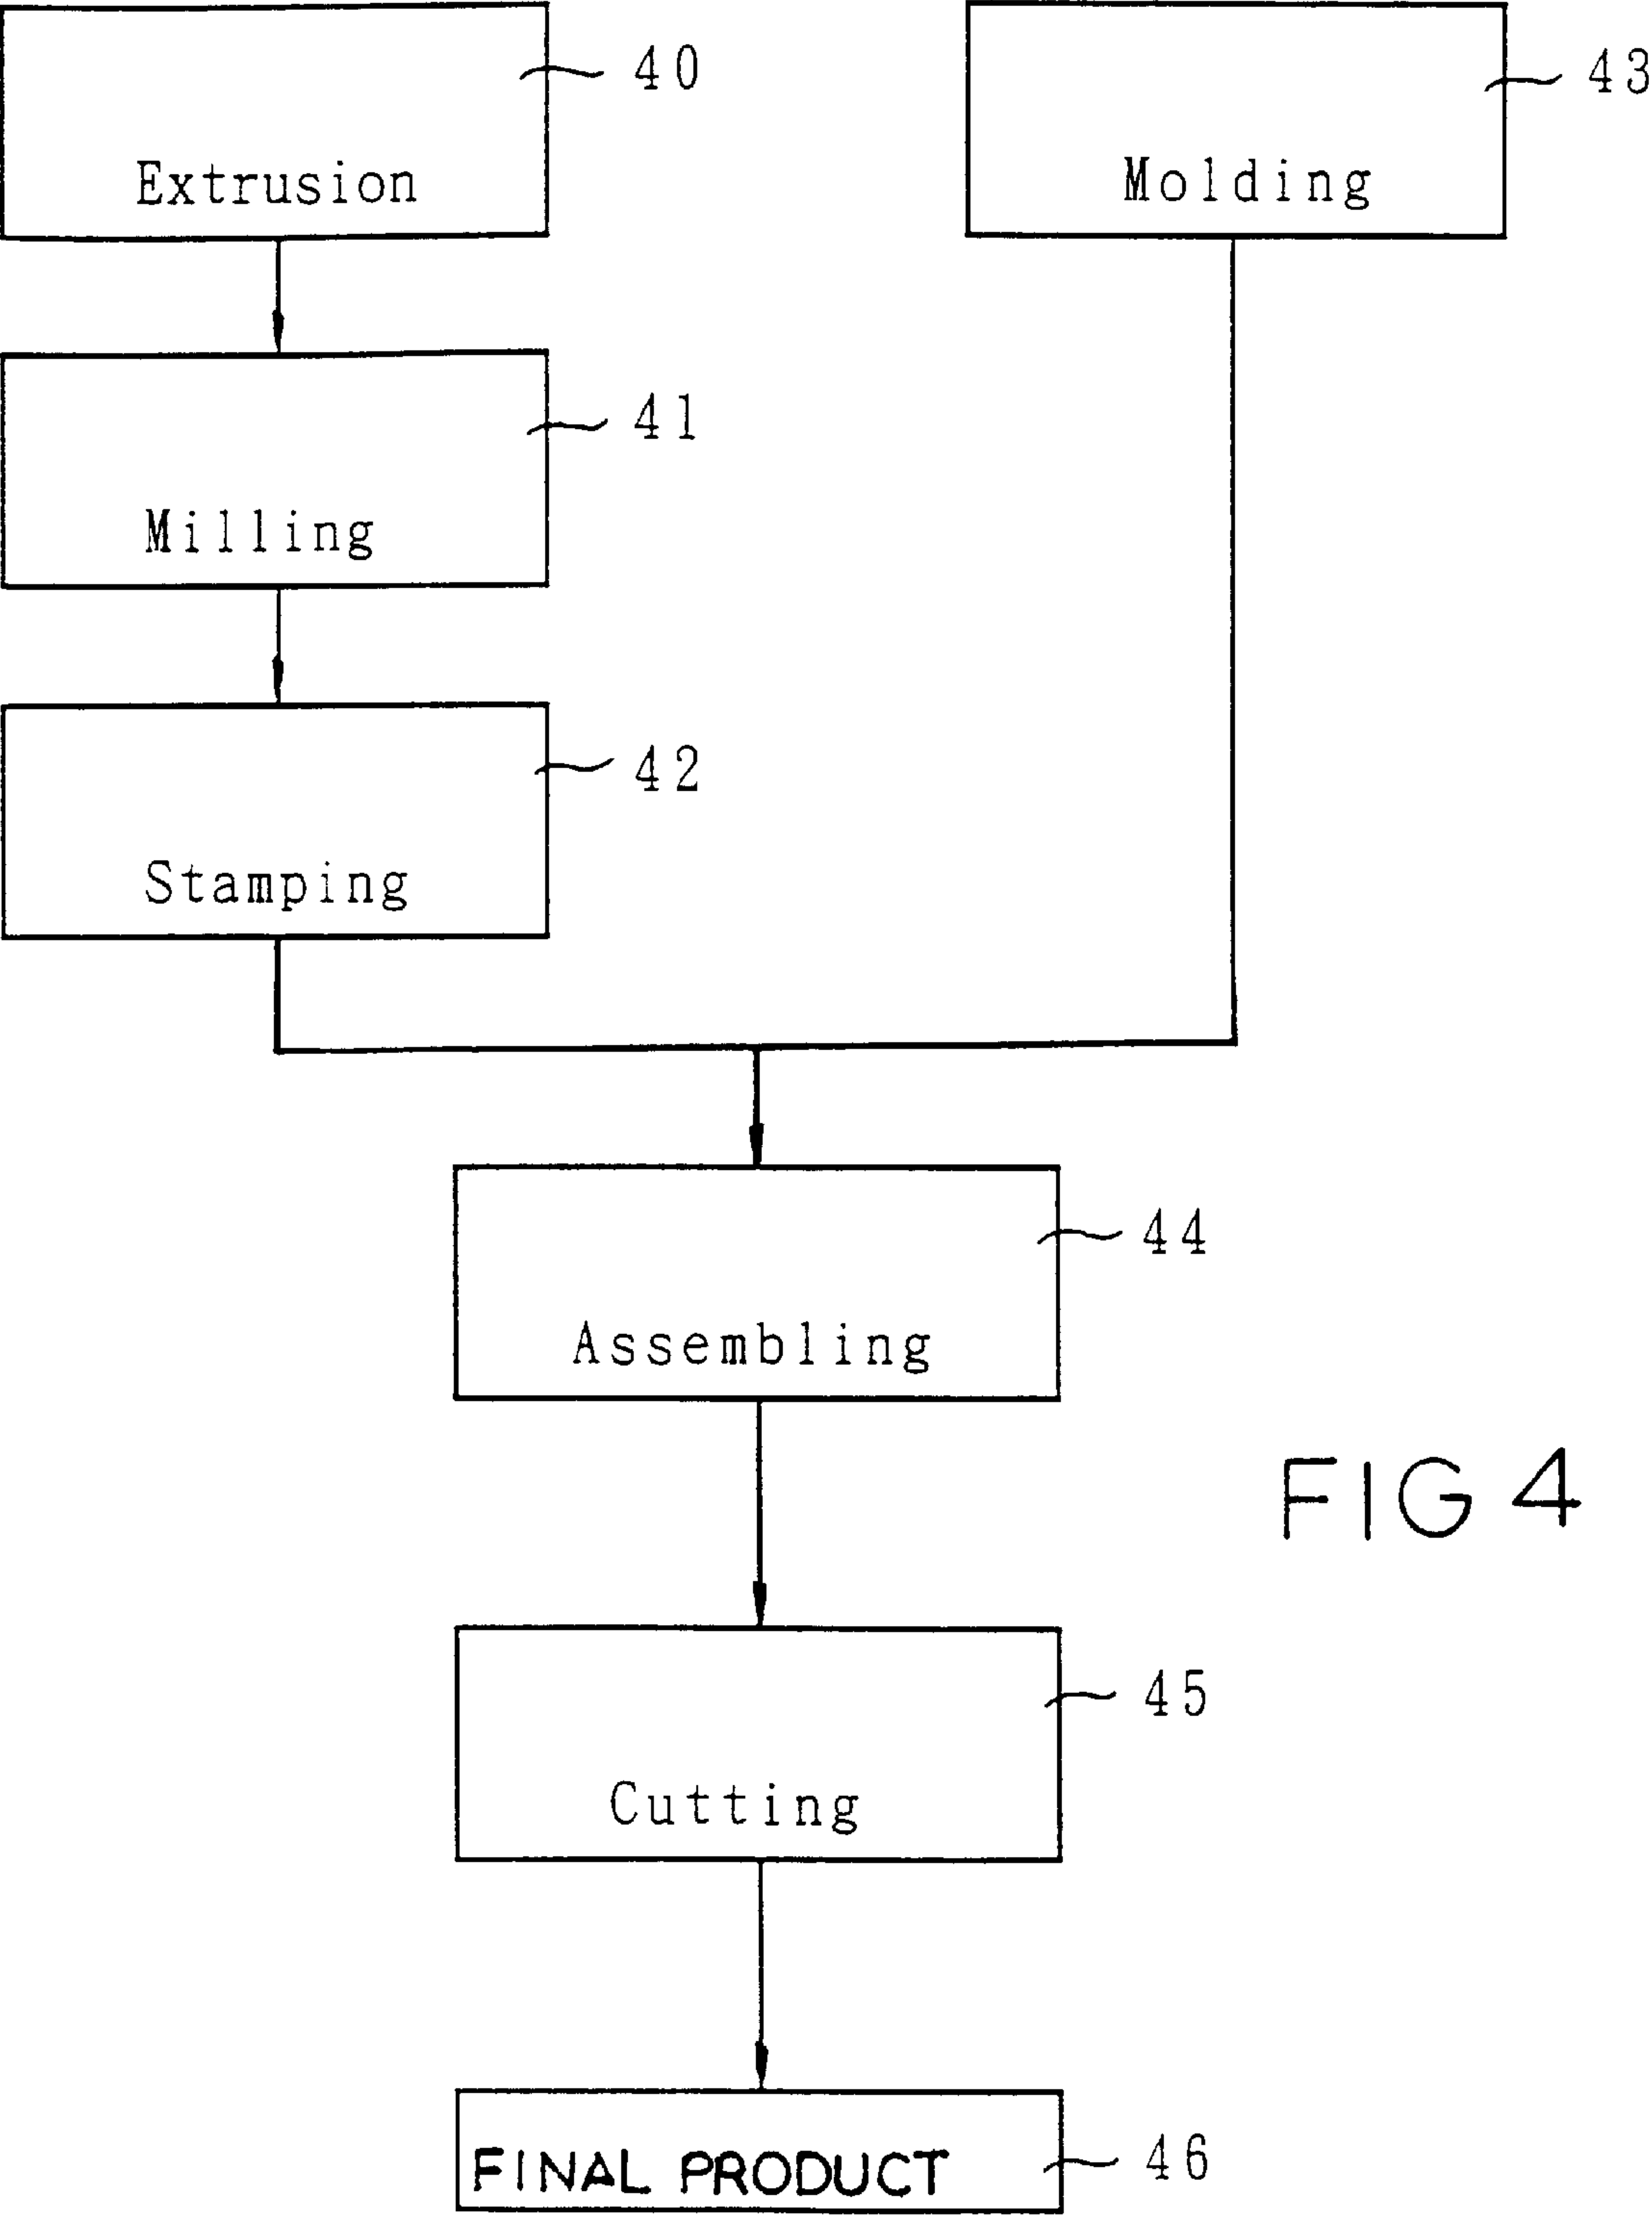 40
Extrusion
43
Molding
41
Milling
42
Stamping
44
Assembling
45
Cutting
FINAL PRODUCT
46
FIG 4